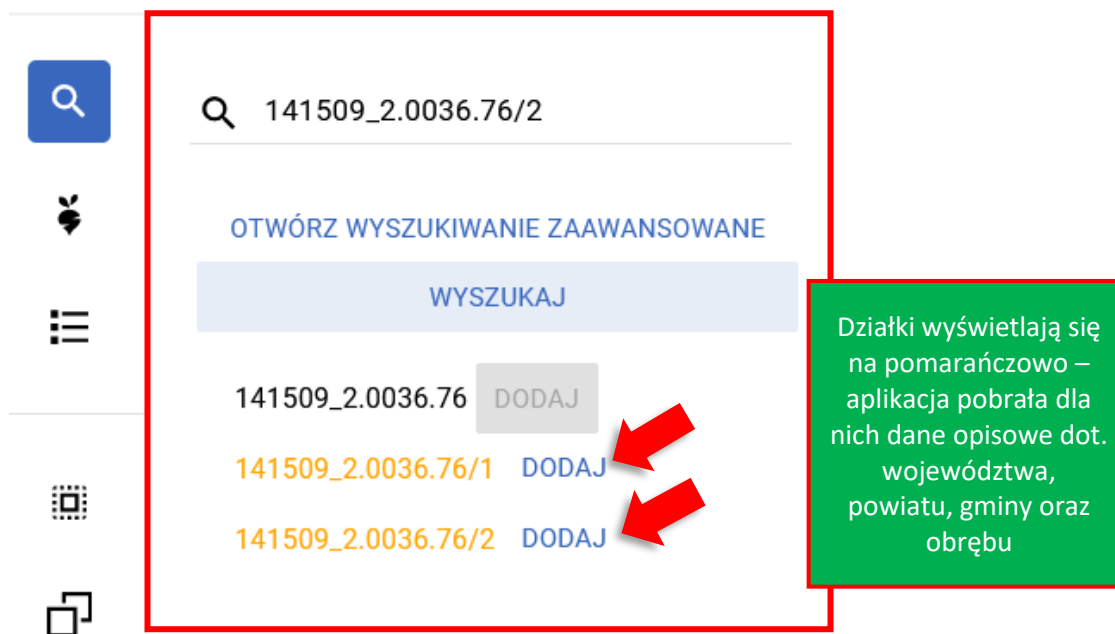 141509_2.0036.76/2
OTWÓRZ WYSZUKIWANIE ZAAWANSOWANE
WYSZUKAJ
141509_2.0036.76 DODAJ
141509_2.0036.76/1 DODAJ
141509_2.0036.76/2 DODAJ
Działki wyświetlają się
na pomarańczowo –
aplikacja pobrała dla
nich dane opisowe dot.
województwa,
powiatu, gminy oraz
obrębu